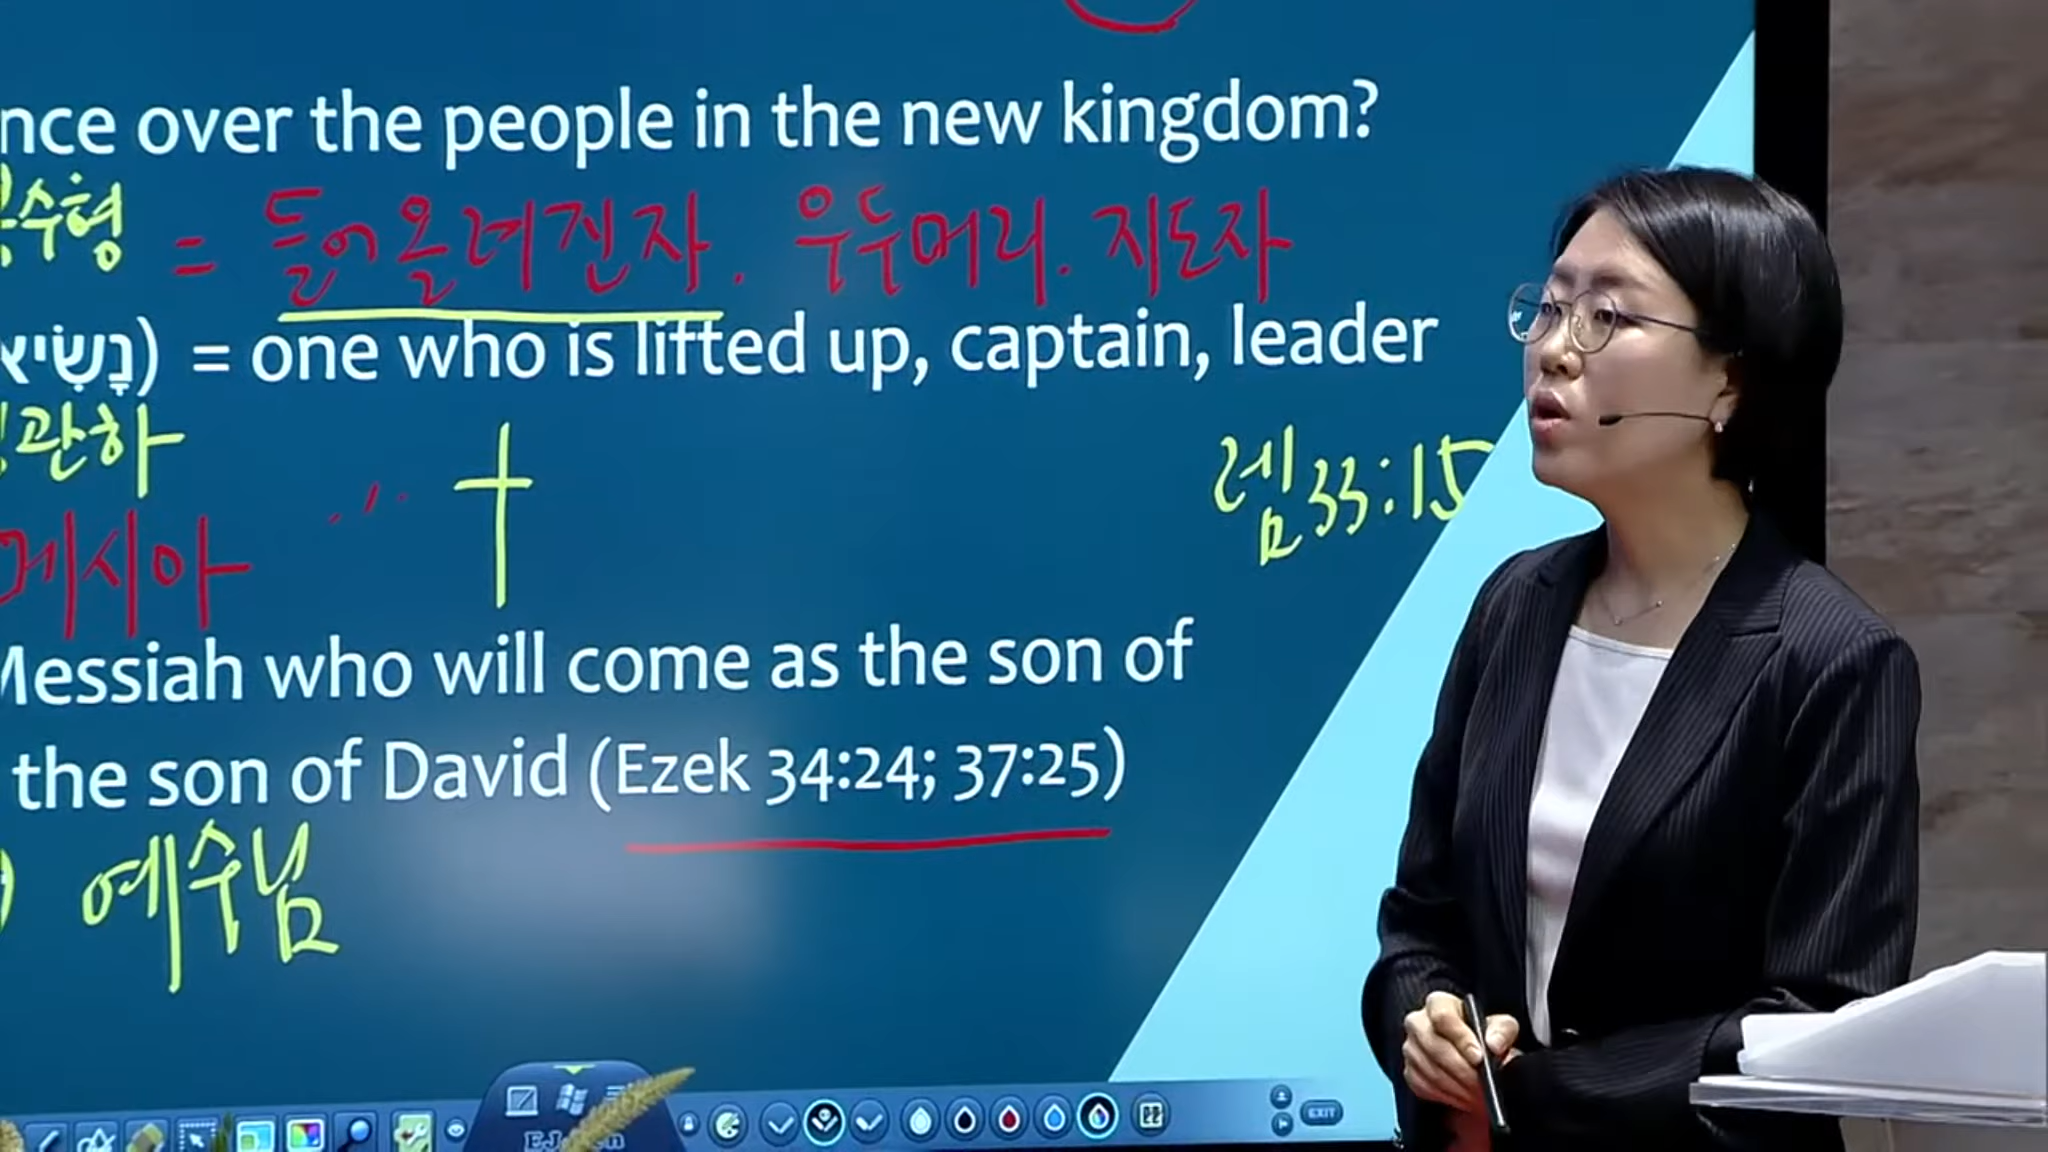 nce over the people in the new kingdom?
수형 = 들어올려진자. 우두머리. 지도자
(נָשִׂיא) = one who is lifted up, captain, leader
관하
렘33:15
메시아
Messiah who will come as the son of
the son of David (Ezek 34:24; 37:25)
예수님
EXIT